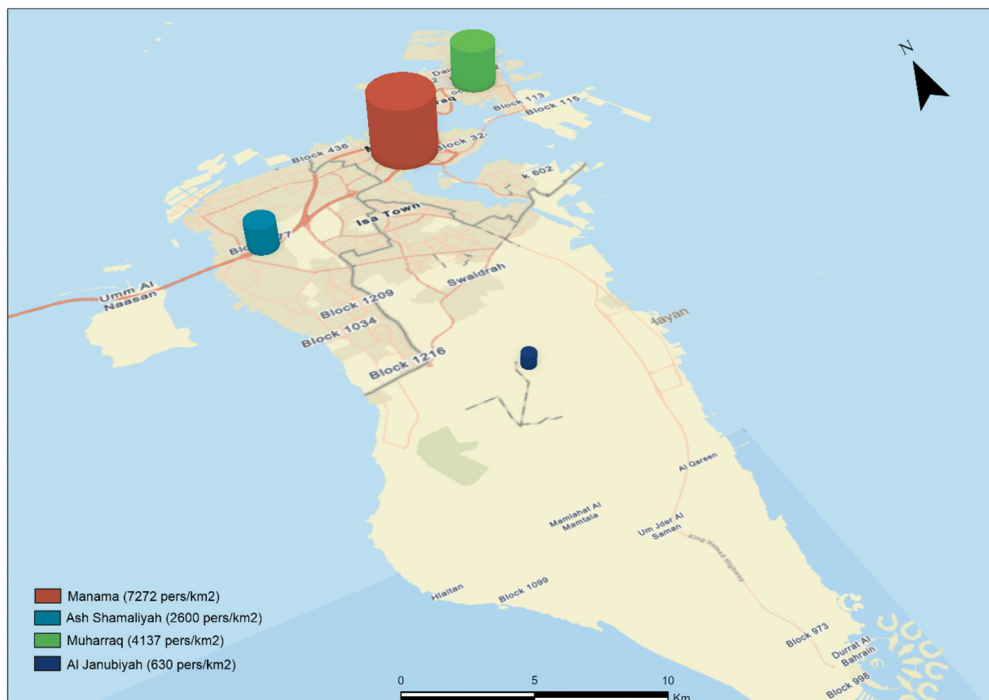 N
Block 113
Block 115
Block 436
Block 32
k 602
Isa Town
Swaidrah
Umm Al
Naasan
Block 1209
Block 1034
Block 1216
Al Qareen
Mamlahat Al
Mamtala
Um Jder Al
Saman
King Hamad Highway
Block 1099
Block 973
Durrat Al
Bahrain
Block 998
Manama (7272 pers/km2)
Ash Shamaliyah (2600 pers/km2)
Muharraq (4137 pers/km2)
Al Janubiyah (630 pers/km2)
0 5 10
Km